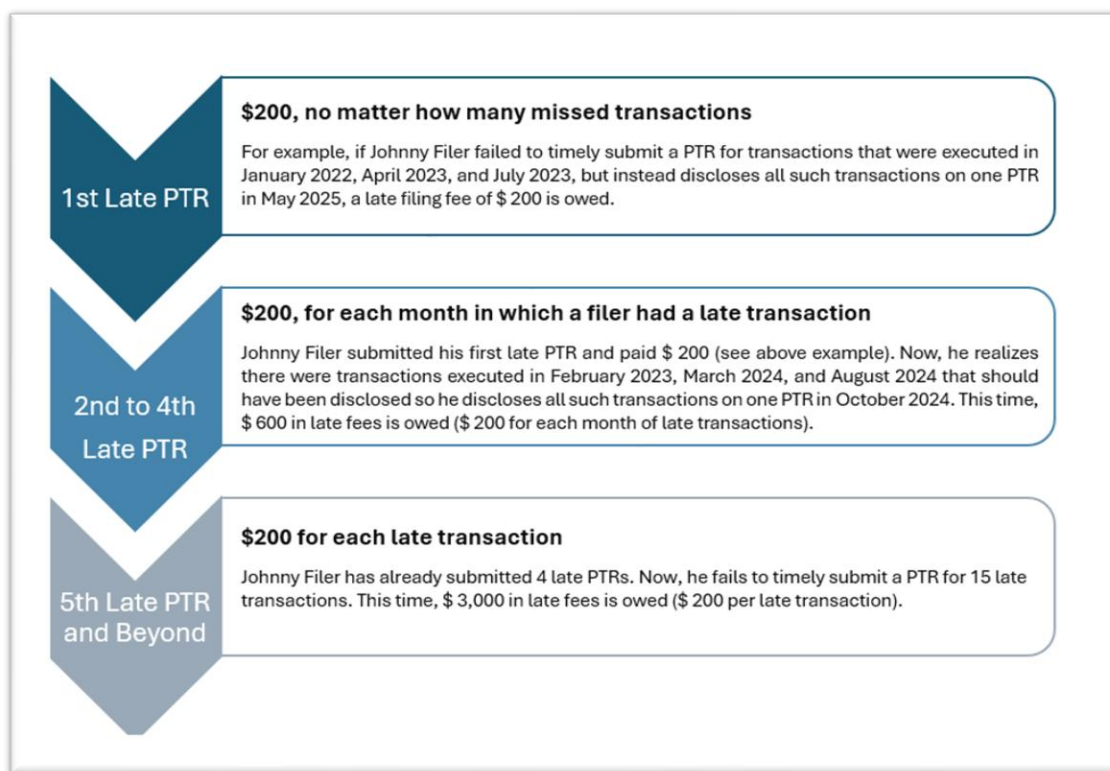 1st Late PTR
$200, no matter how many missed transactions
For example, if Johnny Filer failed to timely submit a PTR for transactions that were executed in
January 2022, April 2023, and July 2023, but instead discloses all such transactions on one PTR
in May 2025, a late filing fee of $ 200 is owed.
2nd to 4th
Late PTR
$200, for each month in which a filer had a late transaction
Johnny Filer submitted his first late PTR and paid $ 200 (see above example). Now, he realizes
there were transactions executed in February 2023, March 2024, and August 2024 that should
have been disclosed so he discloses all such transactions on one PTR in October 2024. This time,
$ 600 in late fees is owed ($ 200 for each month of late transactions).
5th Late PTR
and Beyond
$200 for each late transaction
Johnny Filer has already submitted 4 late PTRs. Now, he fails to timely submit a PTR for 15 late
transactions. This time, $ 3,000 in late fees is owed ($ 200 per late transaction).